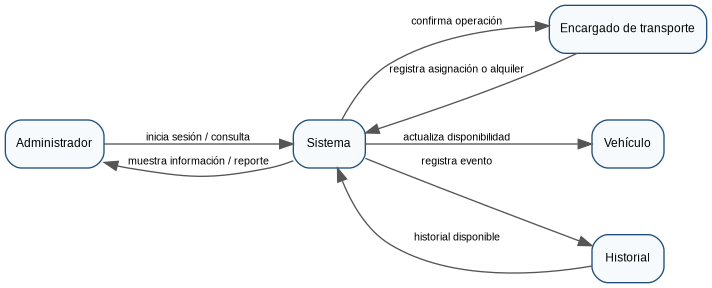 confirma operación
Encargado de transporte
registra asignación o alquiler
Administrador
inicia sesión / consulta
Sistema
actualiza disponibilidad
Vehículo
muestra información / reporte
registra evento
historial disponible
Historial